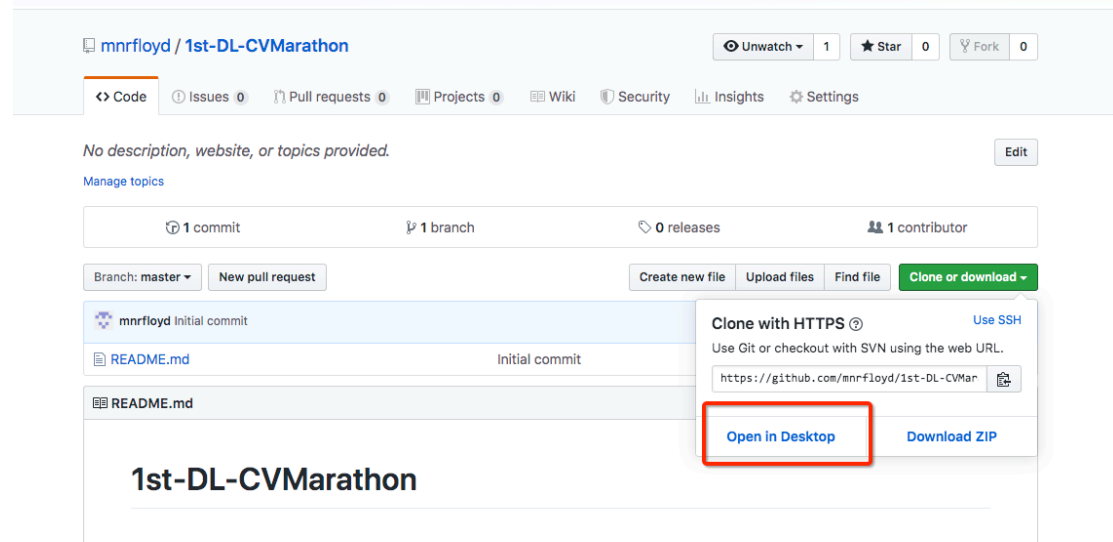 mnrfloyd / 1st-DL-CVMarathon
Unwatch 1 Star 0 Fork 0
Code Issues 0 Pull requests 0 Projects 0 Wiki Security Insights Settings
No description, website, or topics provided. Edit
Manage topics
1 commit 1 branch 0 releases 1 contributor
Branch: master New pull request Create new file Upload files Find file Clone or download
mnrfloyd Initial commit
README.md Initial commit
README.md
1st-DL-CVMarathon
Clone with HTTPS Use SSH
Use Git or checkout with SVN using the web URL.
https://github.com/mnrfloyd/1st-DL-CVMar
Open in Desktop Download ZIP